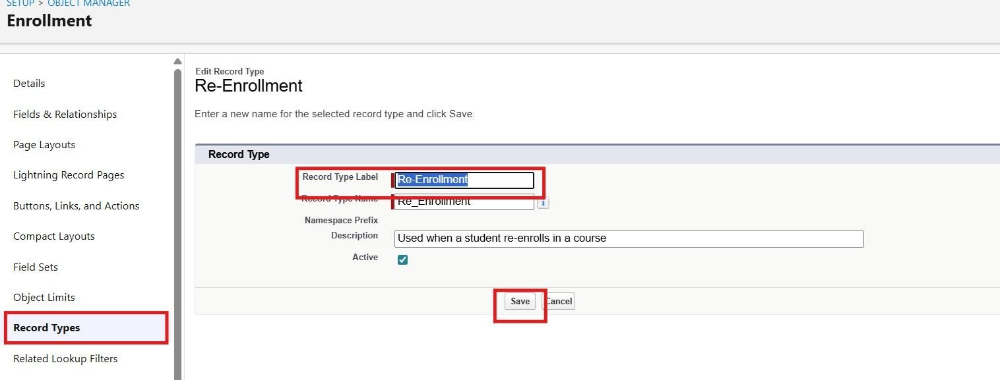 SETUP > OBJECT MANAGER
Enrollment
Details
Fields & Relationships
Page Layouts
Lightning Record Pages
Buttons, Links, and Actions
Compact Layouts
Field Sets
Object Limits
Record Types
Related Lookup Filters
Edit Record Type
Re-Enrollment
Enter a new name for the selected record type and click Save.
Record Type
Record Type Label Re-Enrollment
Record Type Name Re_Enrollment i
Namespace Prefix
Description Used when a student re-enrolls in a course
Active
Save Cancel